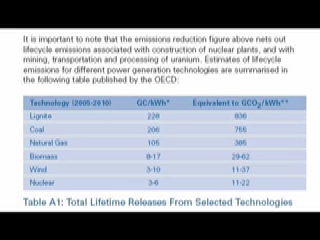 It is important to note that the emissions reduction figure above nets out
lifecycle emissions associated with construction of nuclear plants, and with
mining, transportation and processing of uranium. Estimates of lifecycle
emissions for different power generation technologies are summarised in
the following table published by the OECD:
Technology (2005-2010) GC/kWh* Equivalent to GCO2/kWh**
Lignite 228 836
Coal 206 755
Natural Gas 105 385
Biomass 8-17 29-62
Wind 3-10 11-37
Nuclear 3-6 11-22
Table A1: Total Lifetime Releases From Selected Technologies